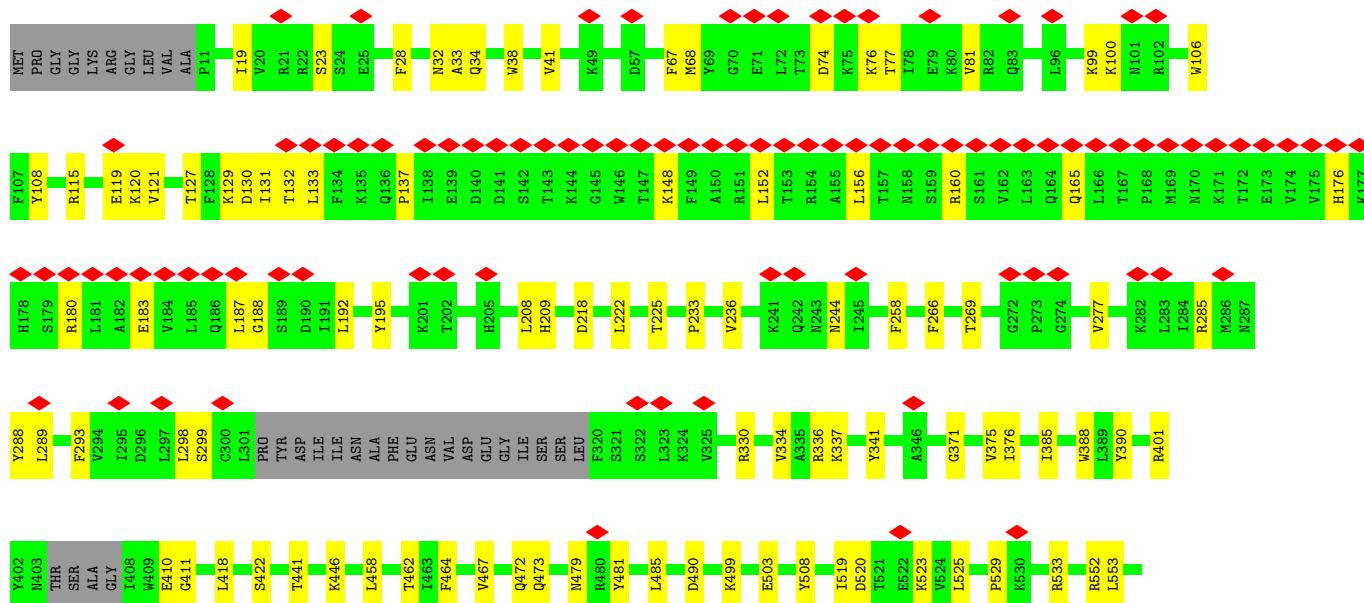 MET PRO GLY GLY LYS ARG GLY LEU VAL ALA P11 I19 V20 R21 R22 S23 S24 E25 F28 N32 A33 Q34 W38 V41 K49 D57 F67 M68 Y69 G70 E71 L72 T73 D74 K75 K76 T77 I78 E79 K80 V81 R82 Q83 L96 K99 K100 N101 R102 W106
F107 Y108 R115 E119 K120 V121 T127 F128 K129 D130 I131 T132 L133 F134 K135 Q136 P137 I138 E139 D140 D141 S142 T143 K144 G145 W146 T147 K148 F149 A150 R151 L152 T153 R154 A155 L156 T157 N158 S159 R160 S161 V162 L163 Q164 Q165 L166 T167 P168 M169 N170 K171 T172 E173 V174 V175 H176 K177
H178 S179 R180 L181 A182 E183 V184 L185 Q186 L187 G188 S189 D190 I191 L192 Y195 K201 T202 H205 L208 H209 D218 L222 T225 P233 V236 K241 Q242 N243 N244 I245 F258 F266 T269 G272 P273 G274 V277 K282 L283 I284 R285 M286 N287
Y288 L289 F293 V294 I295 D296 L297 L298 S299 C300 L301 PRO TYR ASP ILE ILE ASN ALA PHE GLU ASN VAL ASP GLU GLY ILE SER SER LEU F320 S321 S322 L323 K324 V325 R330 V334 A335 R336 K337 Y341 A346 G371 V375 I376 I385 W388 L389 Y390 R401
Y402 N403 THR SER ALA GLY I408 W409 E410 G411 L418 S422 T441 K446 L458 T462 I463 F464 V467 Q472 Q473 N479 R480 Y481 L485 D490 K499 E503 Y508 I519 D520 T521 E522 K523 V524 L525 P529 K530 R533 R552 L553